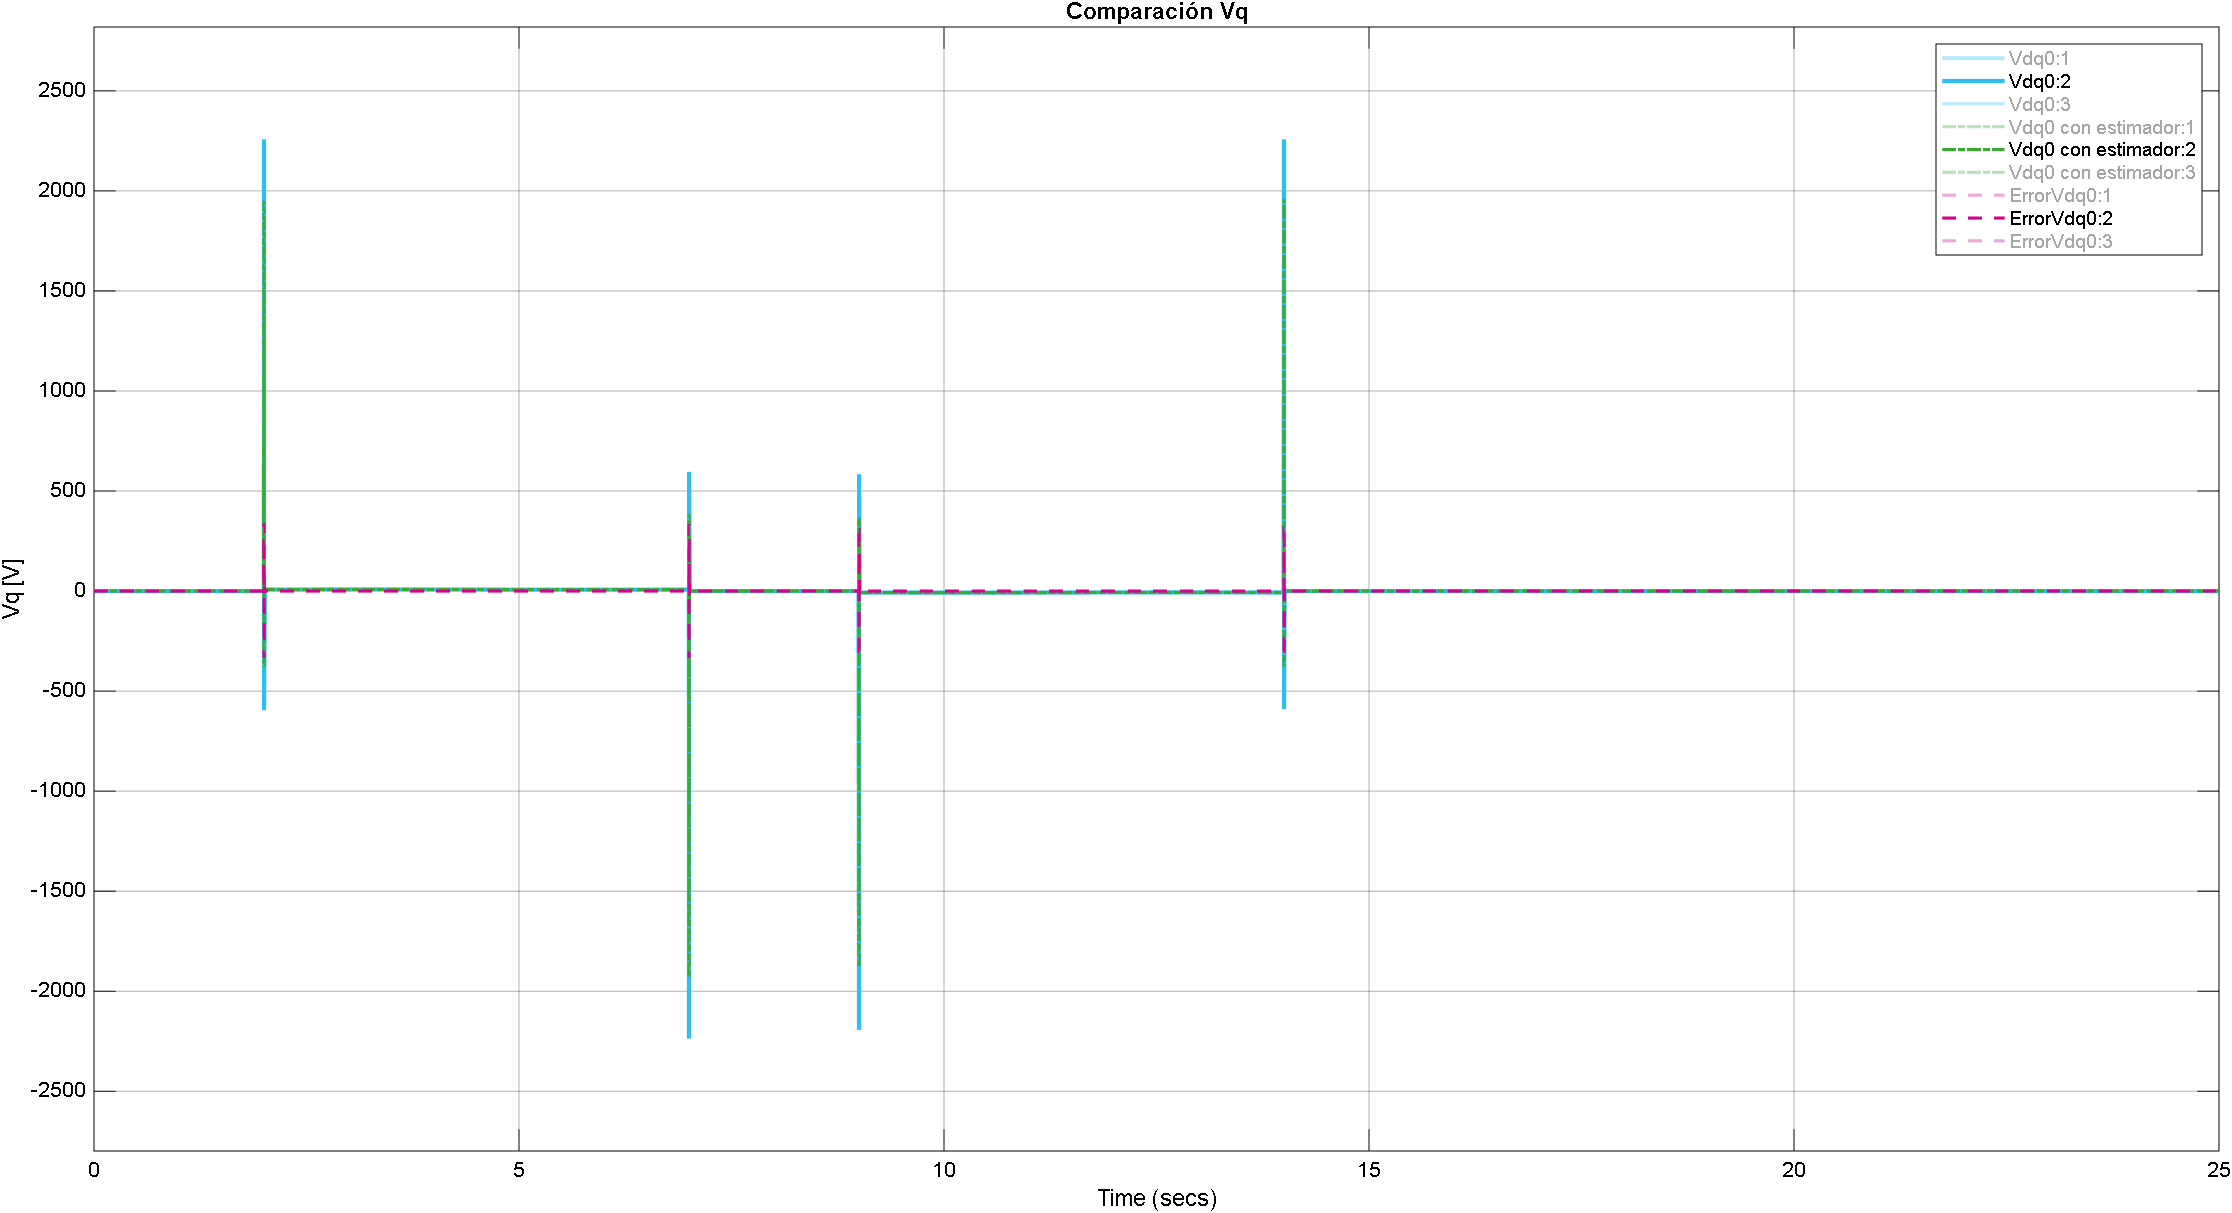 Comparación Vq
Vdq0:1
Vdq0:2
Vdq0:3
Vdq0 con estimador:1
Vdq0 con estimador:2
Vdq0 con estimador:3
ErrorVdq0:1
ErrorVdq0:2
ErrorVdq0:3
2500
2000
1500
1000
500
0
-500
-1000
-1500
-2000
-2500
Vq [V]
0 5 10 15 20 25
Time (secs)